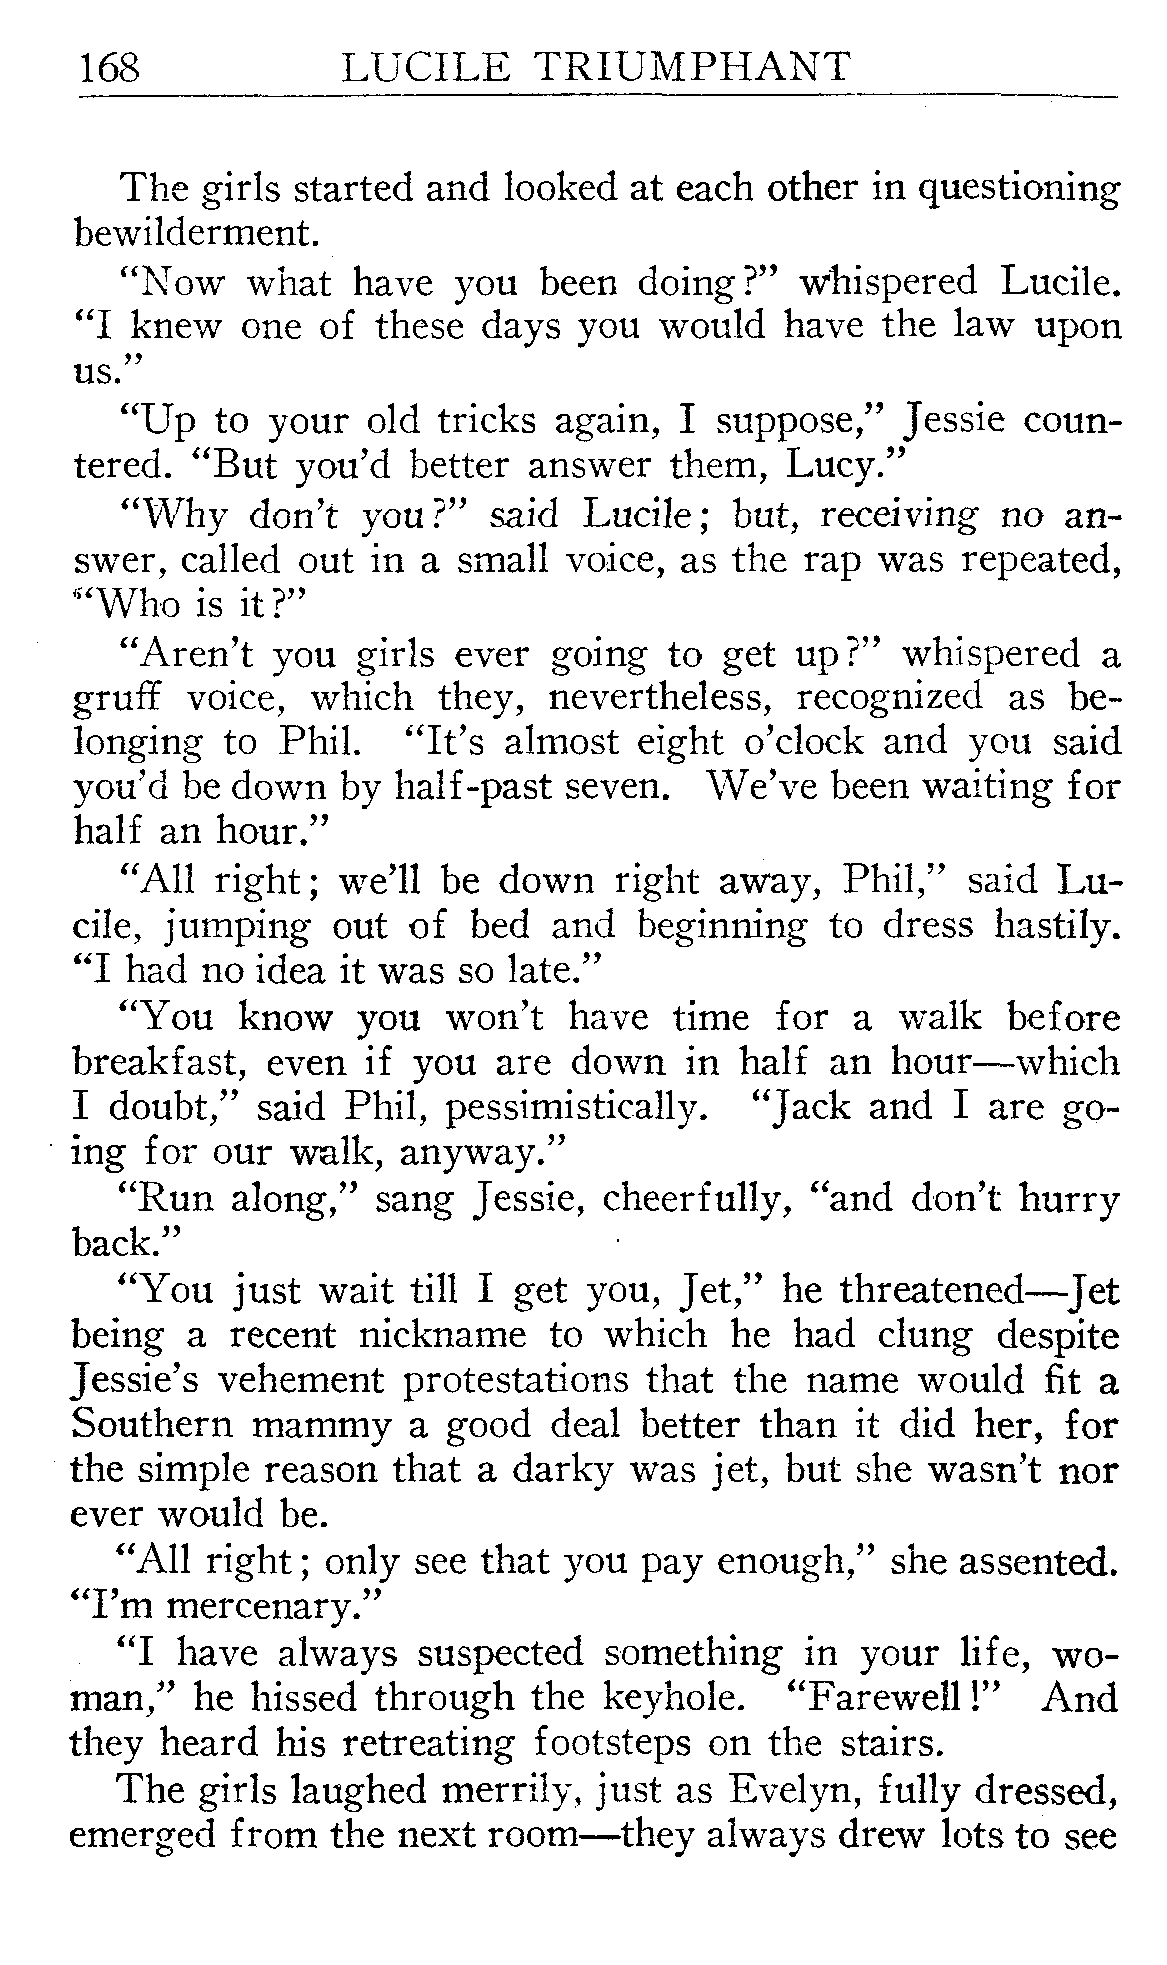 168 LUCILE TRIUMPHANT
The girls started and looked at each other in questioning
bewilderment.
“Now what have you been doing?” whispered Lucile.
“I knew one of these days you would have the law upon
us.”
“Up to your old tricks again, I suppose,” Jessie coun-
tered. “But you’d better answer them, Lucy.”
“Why don’t you?” said Lucile; but, receiving no an-
swer, called out in a small voice, as the rap was repeated,
“Who is it?”
“Aren’t you girls ever going to get up?” whispered a
gruff voice, which they, nevertheless, recognized as be-
longing to Phil. “It’s almost eight o’clock and you said
you’d be down by half-past seven. We’ve been waiting for
half an hour.”
“All right; we’ll be down right away, Phil,” said Lu-
cile, jumping out of bed and beginning to dress hastily.
“I had no idea it was so late.”
“You know you won’t have time for a walk before
breakfast, even if you are down in half an hour—which
I doubt,” said Phil, pessimistically. “Jack and I are go-
ing for our walk, anyway.”
“Run along,” sang Jessie, cheerfully, “and don’t hurry
back.”
“You just wait till I get you, Jet,” he threatened—Jet
being a recent nickname to which he had clung despite
Jessie’s vehement protestations that the name would fit a
Southern mammy a good deal better than it did her, for
the simple reason that a darky was jet, but she wasn’t nor
ever would be.
“All right; only see that you pay enough,” she assented.
“I’m mercenary.”
“I have always suspected something in your life, wo-
man,” he hissed through the keyhole. “Farewell!” And
they heard his retreating footsteps on the stairs.
The girls laughed merrily, just as Evelyn, fully dressed,
emerged from the next room—they always drew lots to see